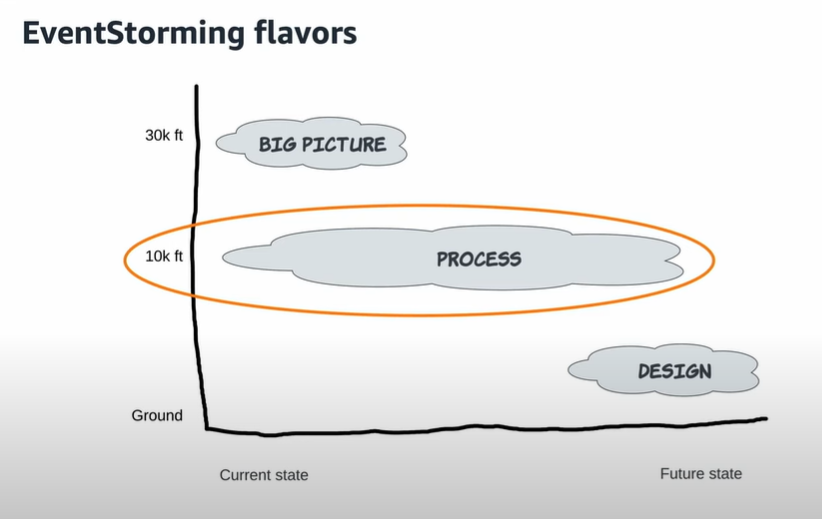 EventStorming flavors
30k ft
BIG PICTURE
10k ft
PROCESS
DESIGN
Ground
Current state
Future state